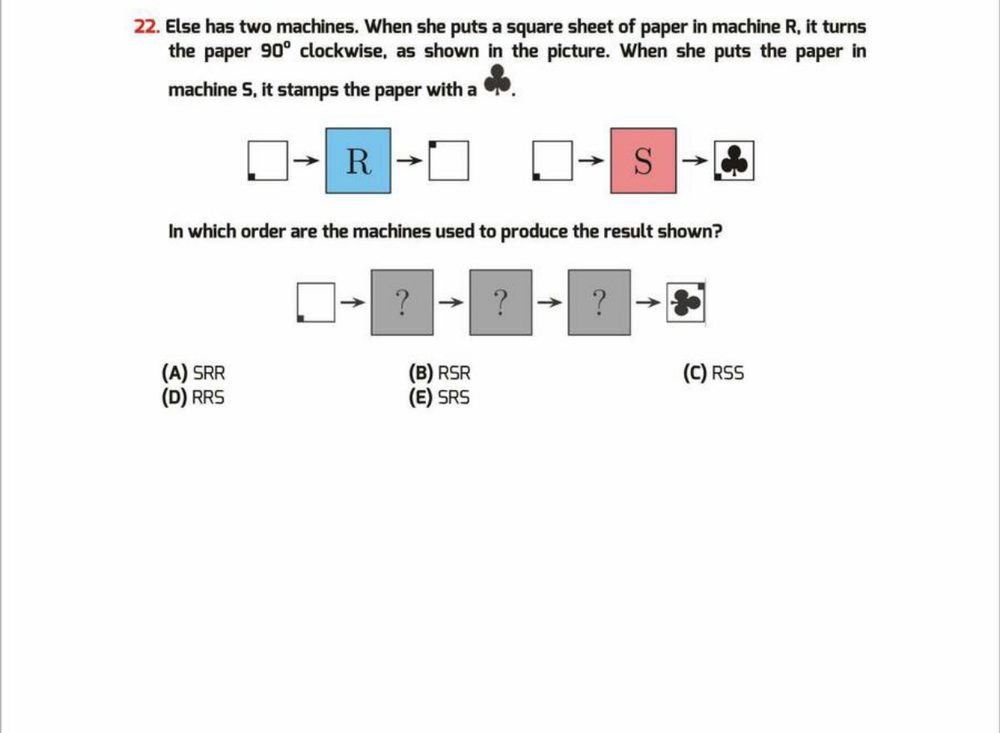 22. Else has two machines. When she puts a square sheet of paper in machine R, it turns
the paper 90° clockwise, as shown in the picture. When she puts the paper in
machine S, it stamps the paper with a ♣.
R S
In which order are the machines used to produce the result shown?
? ? ?
(A) SRR (B) RSR (C) RSS
(D) RRS (E) SRS